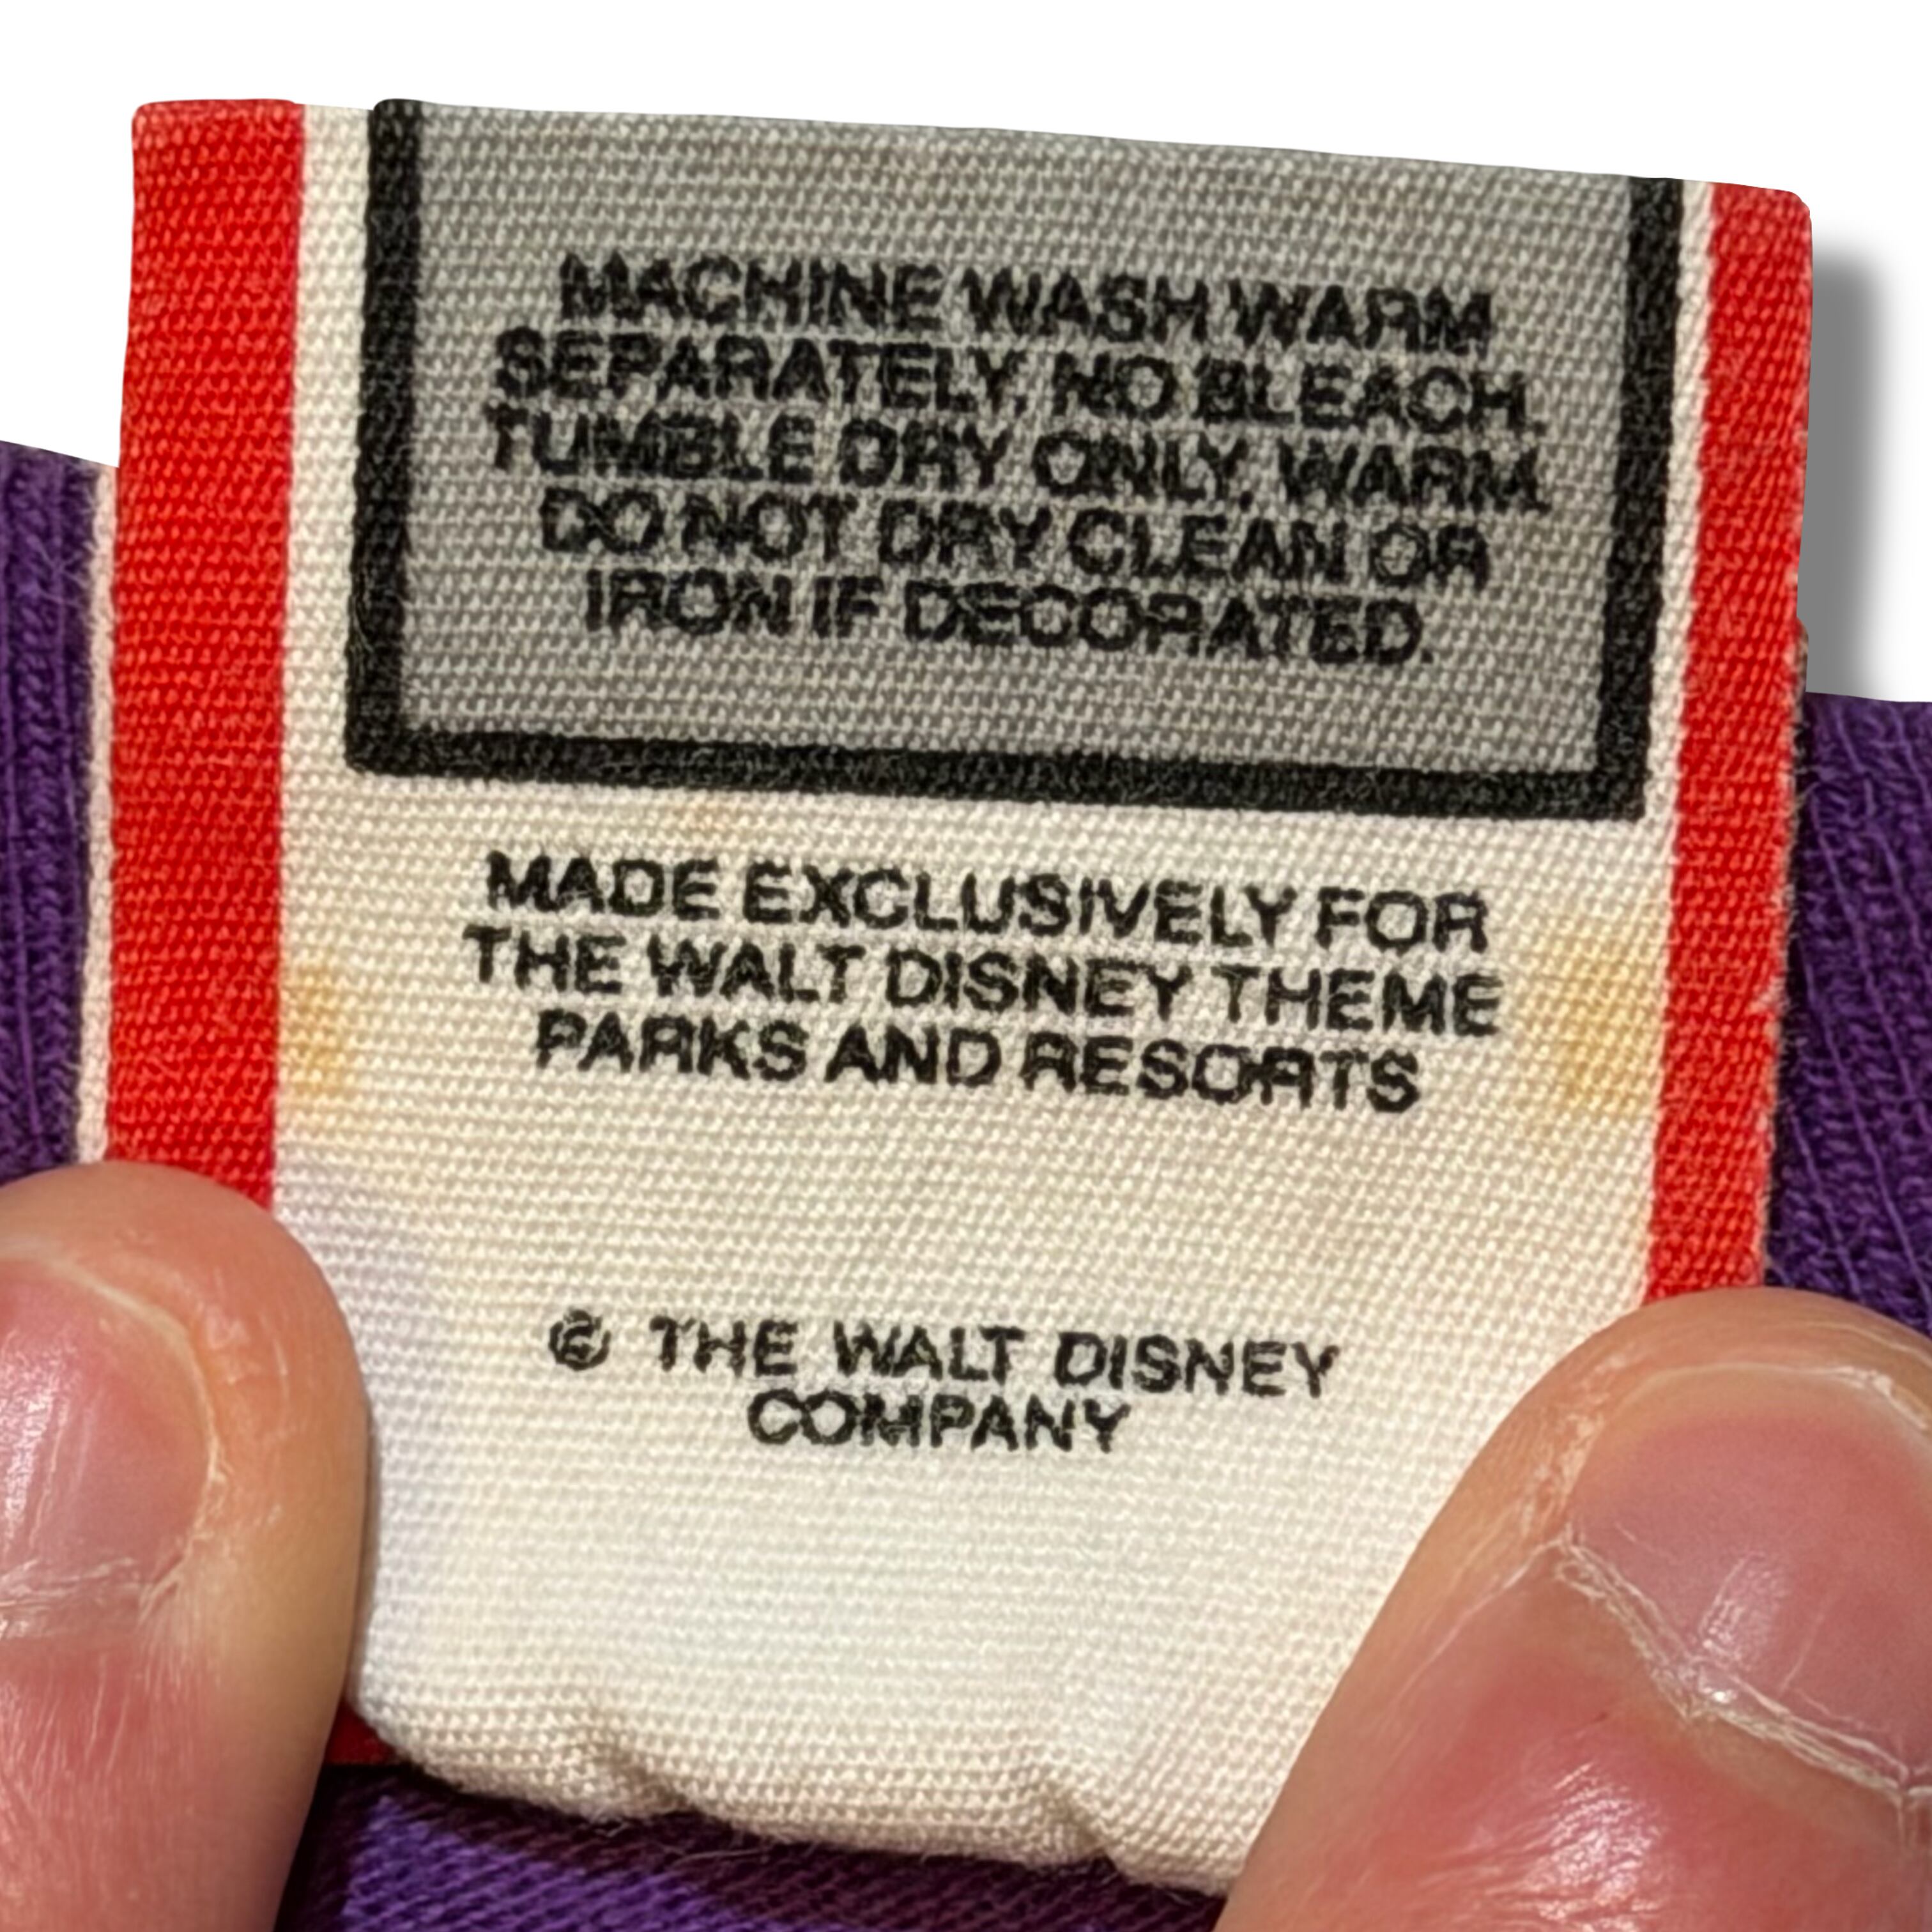 MACHINE WASH WARM
SEPARATELY, NO BLEACH.
TUMBLE DRY ONLY, WARM.
DO NOT DRY CLEAN OR
IRON IF DECORATED.
MADE EXCLUSIVELY FOR
THE WALT DISNEY THEME
PARKS AND RESORTS
© THE WALT DISNEY
COMPANY